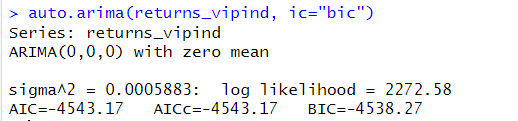 > auto.arima(returns_vipind, ic="bic")
Series: returns_vipind
ARIMA(0,0,0) with zero mean
sigma^2 = 0.0005883:  log likelihood = 2272.58
AIC=-4543.17   AICc=-4543.17   BIC=-4538.27